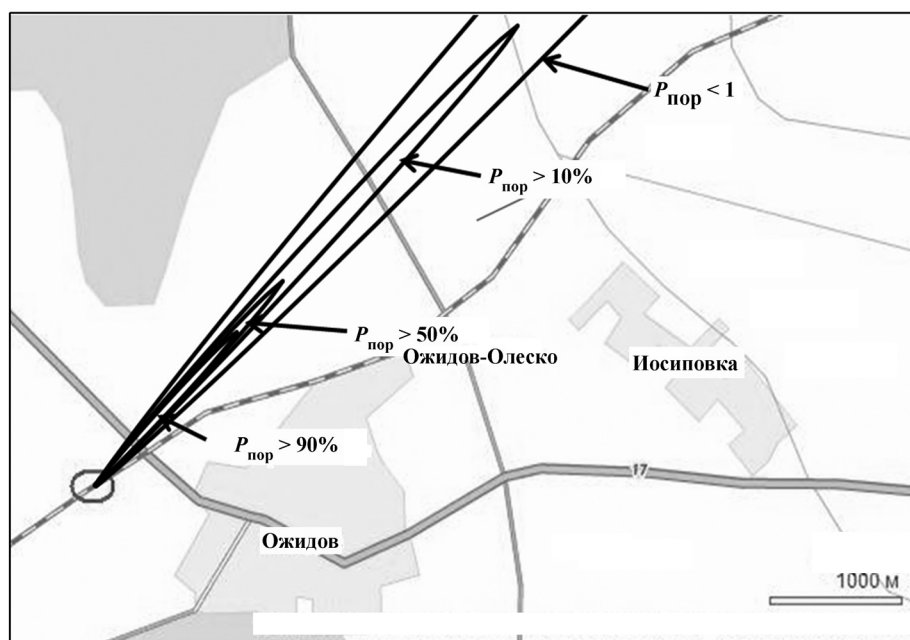 Pпор < 1
Pпор > 10%
Pпор > 50%
Ожидов-Олеско
Иосиповка
Pпор > 90%
17
Ожидов
1000 м